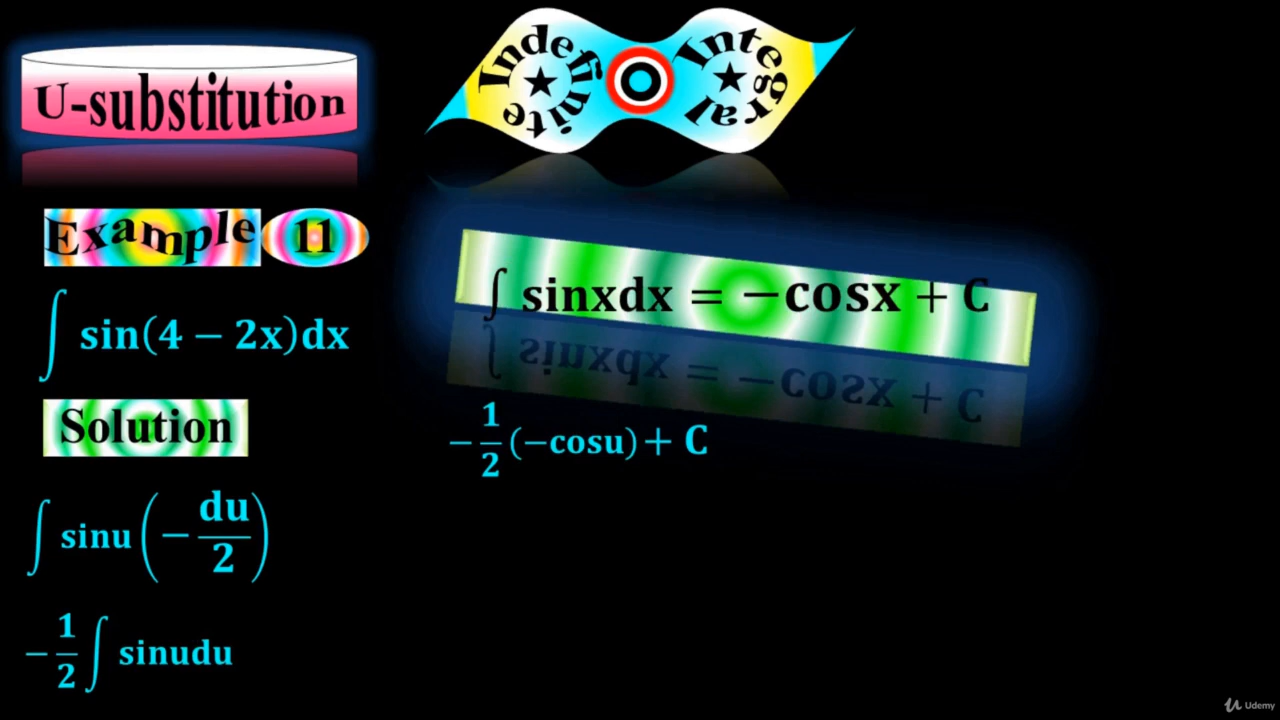 U-substitution
Indefinite Integral
Example 11
∫ sin(4 − 2x)dx
Solution
∫ sinu (− du/2)
− 1/2 ∫ sinudu
∫ sinxdx = −cosx + C
− 1/2 (−cosu) + C
Udemy